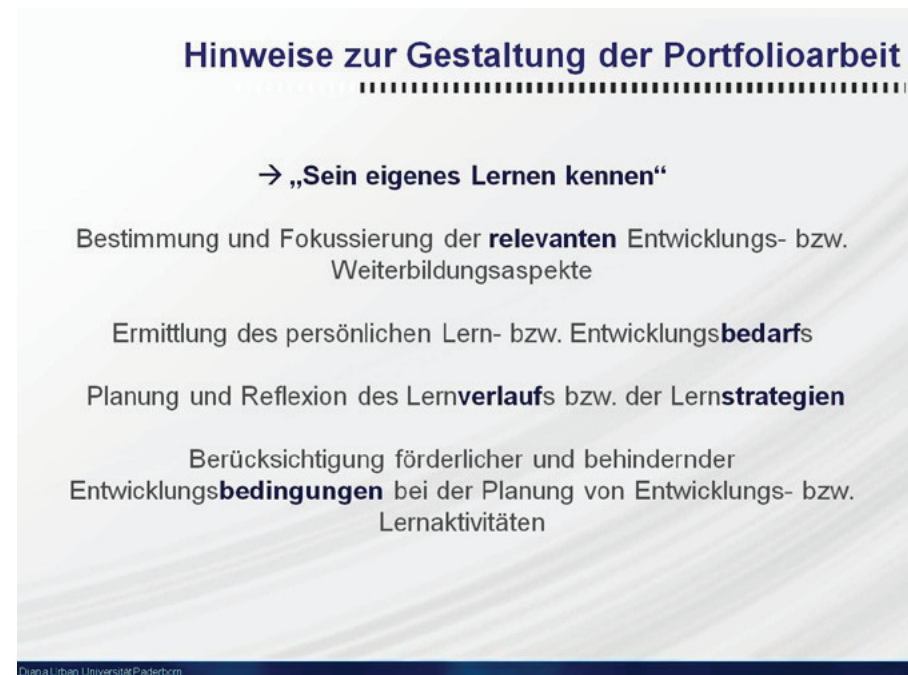 Hinweise zur Gestaltung der Portfolioarbeit
→ „Sein eigenes Lernen kennen“
Bestimmung und Fokussierung der relevanten Entwicklungs- bzw.
Weiterbildungsaspekte
Ermittlung des persönlichen Lern- bzw. Entwicklungsbedarfs
Planung und Reflexion des Lernverlaufs bzw. der Lernstrategien
Berücksichtigung förderlicher und behindernder
Entwicklungsbedingungen bei der Planung von Entwicklungs- bzw.
Lernaktivitäten
Diana Urban Universität Paderborn